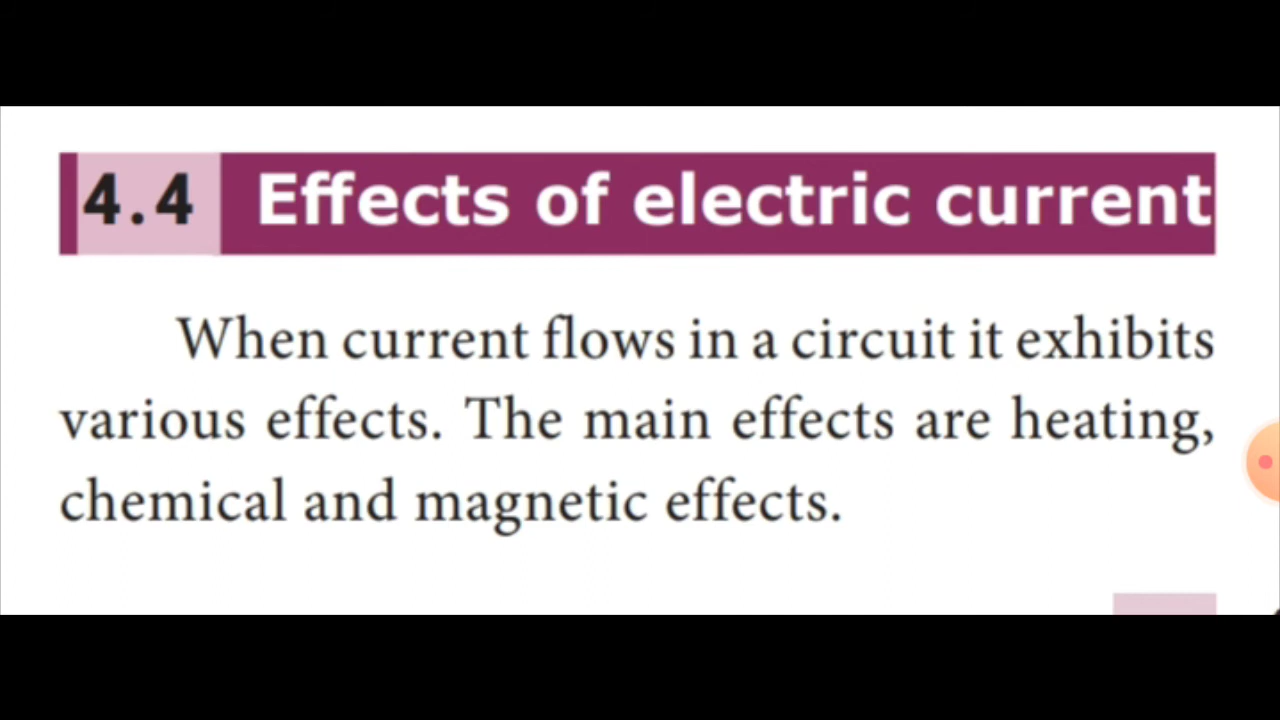 4.4 Effects of electric current
When current flows in a circuit it exhibits
various effects. The main effects are heating,
chemical and magnetic effects.